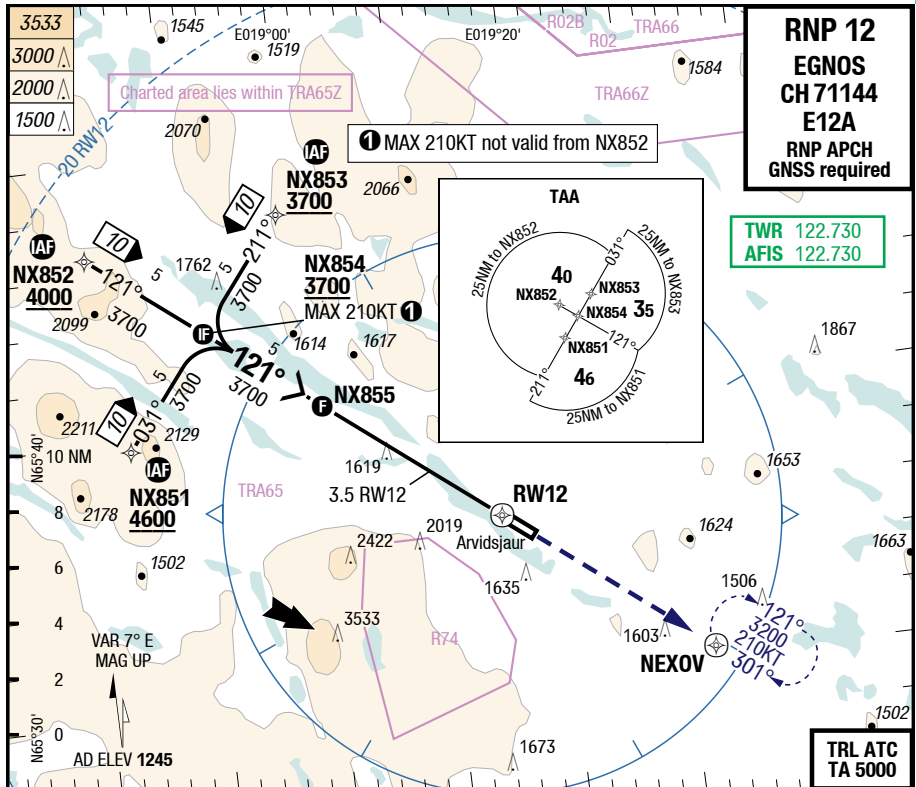 3533
3000
2000
1500
1545
E019°00'
1519
E019°20'
R02B
R02
TRA66
1584
TRA66Z
Charted area lies within TRA65Z
2070
20 RW12
❶ MAX 210KT not valid from NX852
RNP 12
EGNOS
CH 71144
E12A
RNP APCH
GNSS required
TWR 122.730
AFIS 122.730
IAF
NX853
3700
2066
10
211°
5
3700
IAF
NX852
4000
10
121°
5
3700
2099
1762
NX854
3700
MAX 210KT ❶
IF
1614
1617
5
121°
3700
F
NX855
TAA
25NM to NX852
031°
25NM to NX853
40
NX853
NX852
NX854
35
NX851
121°
211°
46
25NM to NX851
1867
5
3700
10
031°
2211
2129
N65°40'
10 NM
IAF
NX851
4600
2178
1502
TRA65
1619
3.5 RW12
RW12
Arvidsjaur
1653
1624
1663
8
6
4
2
0
2422
2019
1635
3533
R74
1603
1506
NEXOV
121°
3200
210KT
301°
1502
1673
VAR 7° E
MAG UP
N65°30'
AD ELEV 1245
TRL ATC
TA 5000